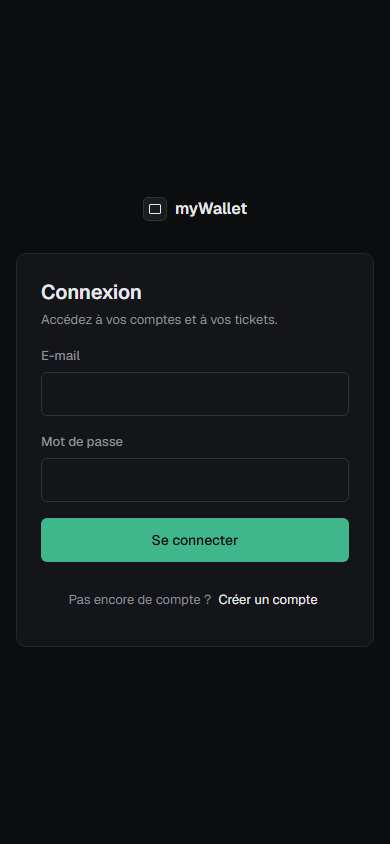 myWallet
Connexion
Accédez à vos comptes et à vos tickets.
E-mail
Mot de passe
Se connecter
Pas encore de compte ? Créer un compte